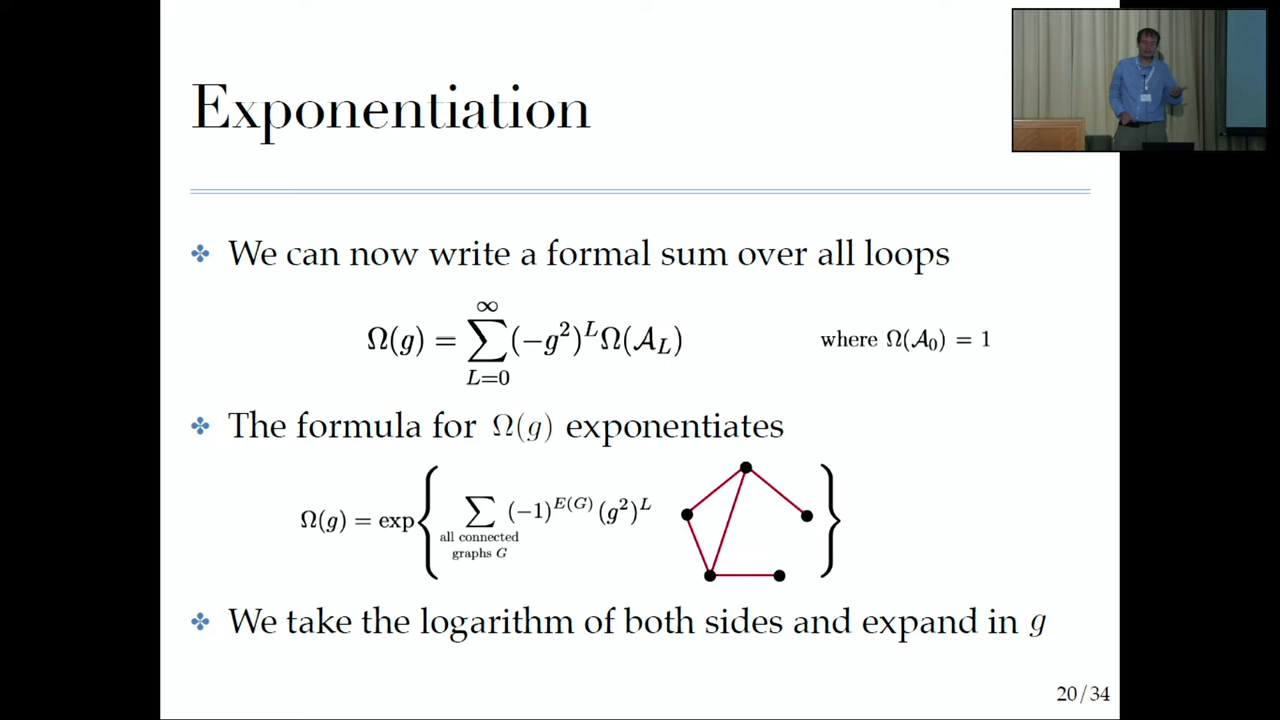 Exponentiation
We can now write a formal sum over all loops
Ω(g) = ∑_{L=0}^{∞} (−g²)^L Ω(𝒜_L)    where Ω(𝒜₀) = 1
The formula for Ω(g) exponentiates
Ω(g) = exp{ ∑_{all connected graphs G} (−1)^{E(G)} (g²)^L }
We take the logarithm of both sides and expand in g
20/34